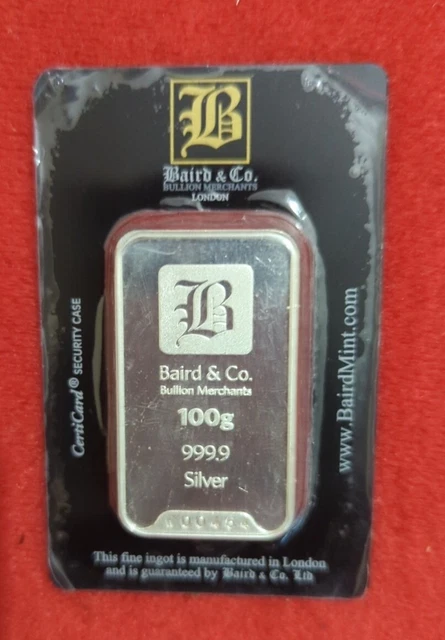 B
Baird & Co.
BULLION MERCHANTS
LONDON
CertiCard® SECURITY CASE
B
Baird & Co.
Bullion Merchants
100g
999.9
Silver
www.BairdMint.com
This fine ingot is manufactured in London
and is guaranteed by Baird & Co. Ltd